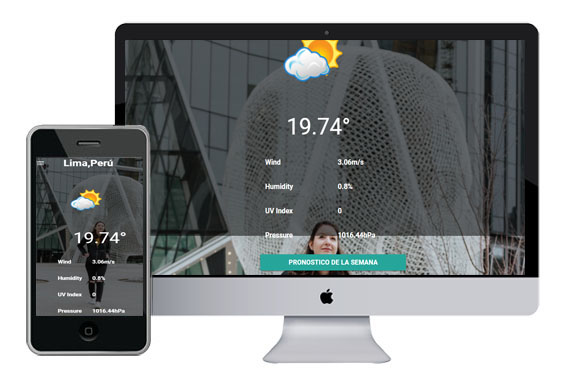 19.74°
Wind 3.06m/s
Humidity 0.8%
UV Index 0
Pressure 1016.44hPa
PRONOSTICO DE LA SEMANA
Lima,Perú
19.74°
Wind 3.06m/s
Humidity 0.8%
UV Index 0
Pressure 1016.44hPa